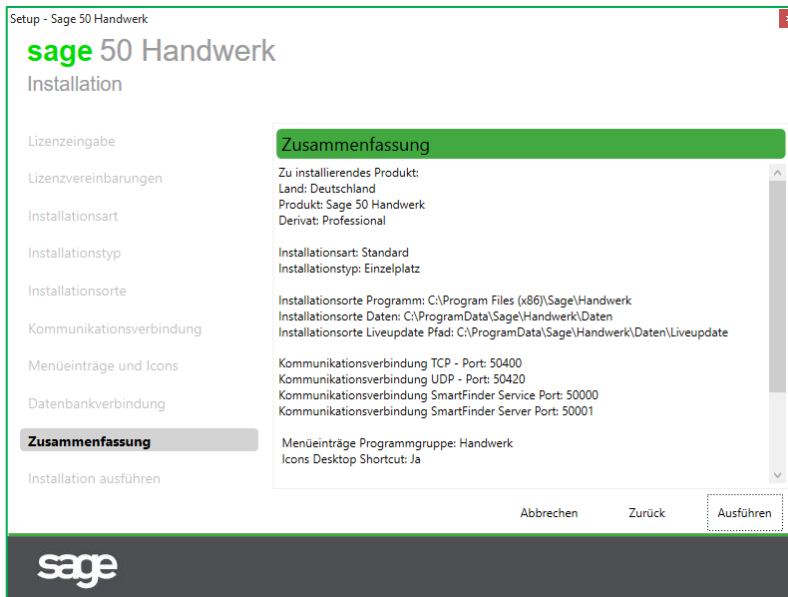 Setup - Sage 50 Handwerk
sage 50 Handwerk
Installation
Lizenzeingabe
Lizenzvereinbarungen
Installationsart
Installationstyp
Installationsorte
Kommunikationsverbindung
Menüeinträge und Icons
Datenbankverbindung
Zusammenfassung
Installation ausführen
Zusammenfassung
Zu installierendes Produkt:
Land: Deutschland
Produkt: Sage 50 Handwerk
Derivat: Professional
Installationsart: Standard
Installationstyp: Einzelplatz
Installationsorte Programm: C:\Program Files (x86)\Sage\Handwerk
Installationsorte Daten: C:\ProgramData\Sage\Handwerk\Daten
Installationsorte Liveupdate Pfad: C:\ProgramData\Sage\Handwerk\Daten\Liveupdate
Kommunikationsverbindung TCP - Port: 50400
Kommunikationsverbindung UDP - Port: 50420
Kommunikationsverbindung SmartFinder Service Port: 50000
Kommunikationsverbindung SmartFinder Server Port: 50001
Menüeinträge Programmgruppe: Handwerk
Icons Desktop Shortcut: Ja
Abbrechen
Zurück
Ausführen
sage